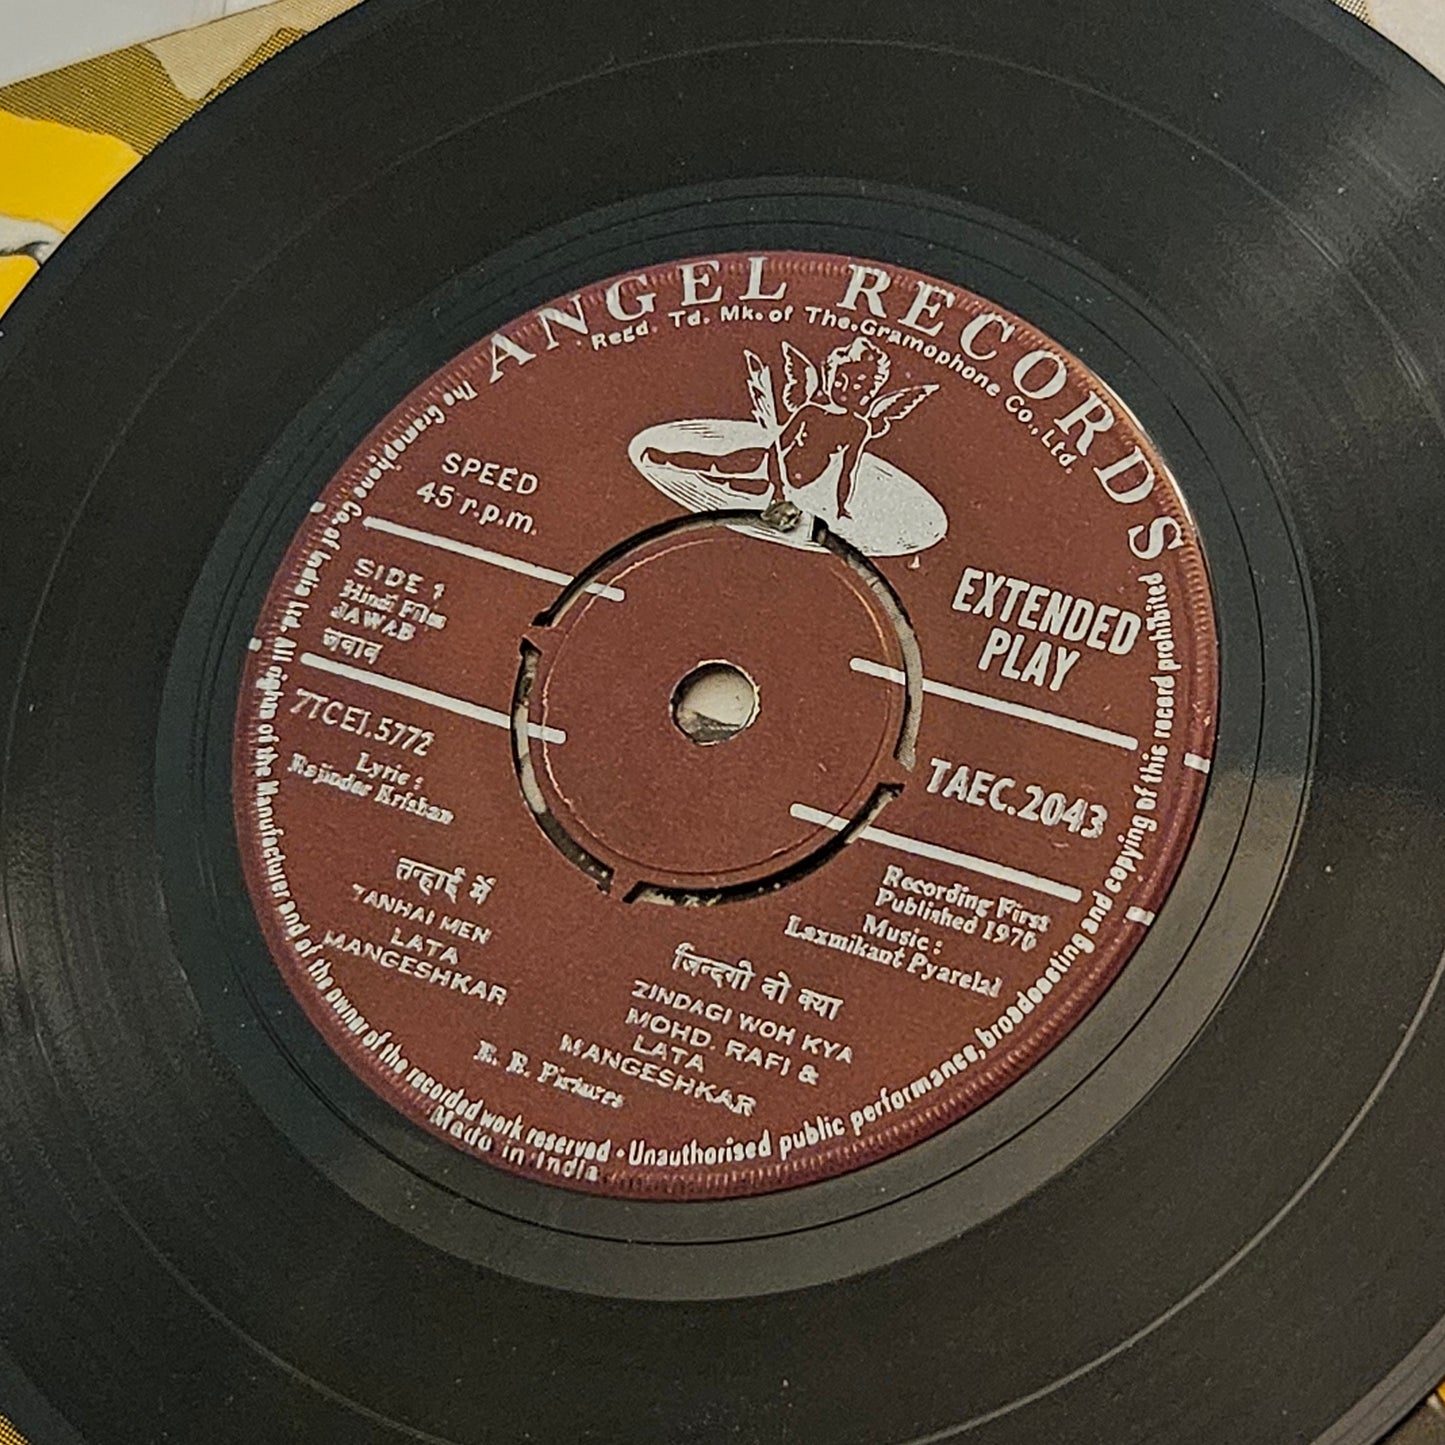 ANGEL RECORDS
Regd. Td. Mk. of The Gramophone Co., Ltd.
SPEED
45 r.p.m.
SIDE 1
Hindi Film
JAWAB
जवाब
EXTENDED
PLAY
7TCEI.5772
TAEC.2043
Lyric :
Rajinder Krishan
Recording First
Published 1970
Music :
Laxmikant Pyarelal
तन्हाई में
TANHAI MEN
LATA
MANGESHKAR
जिन्दगी वो क्या
ZINDAGI WOH KYA
MOHD. RAFI &
LATA
MANGESHKAR
Pictures
The Gramophone Co. of India Ltd. All rights of the Manufacturer and of the owner of the recorded work reserved • Unauthorised public performance, broadcasting and copying of this record prohibited
Made in India